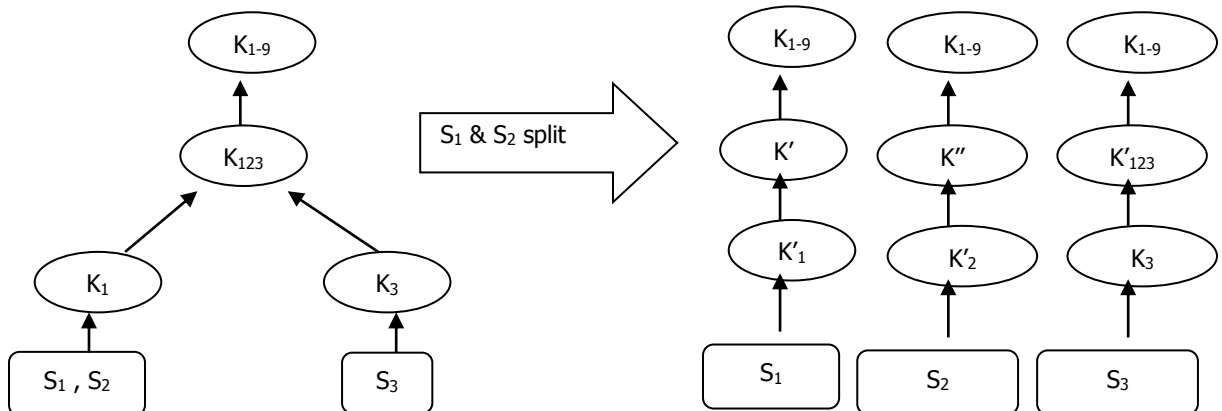 K₁₋₉
K₁₂₃
K₁
K₃
S₁ , S₂
S₃
S₁ & S₂ split
K₁₋₉
K₁₋₉
K₁₋₉
K′
K″
K′₁₂₃
K′₁
K′₂
K₃
S₁
S₂
S₃